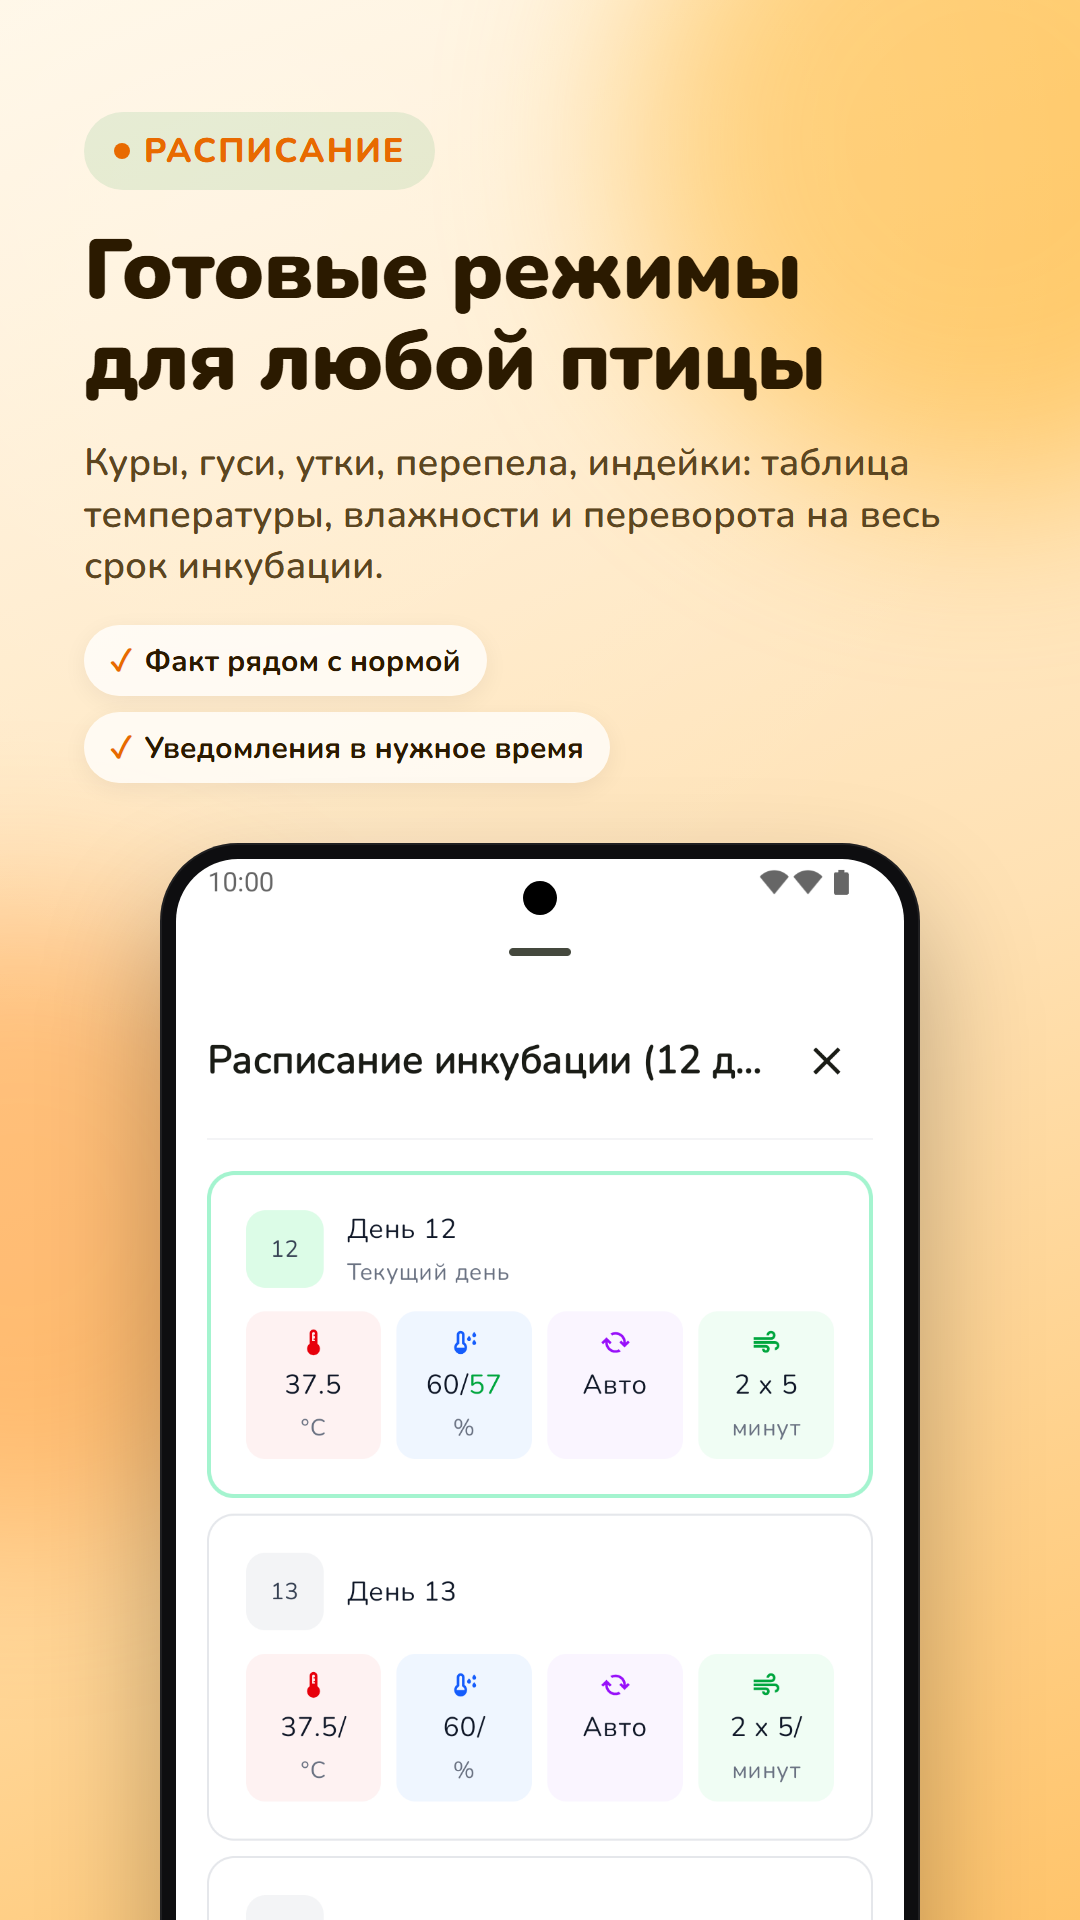 РАСПИСАНИЕ
Готовые режимы
для любой птицы
Куры, гуси, утки, перепела, индейки: таблица
температуры, влажности и переворота на весь
срок инкубации.
✓ Факт рядом с нормой
✓ Уведомления в нужное время
10:00
Расписание инкубации (12 д...
12
День 12
Текущий день
37.5
60/57
Авто
2 x 5
°C
%
минут
13
День 13
37.5/
60/
Авто
2 x 5/
°C
%
минут